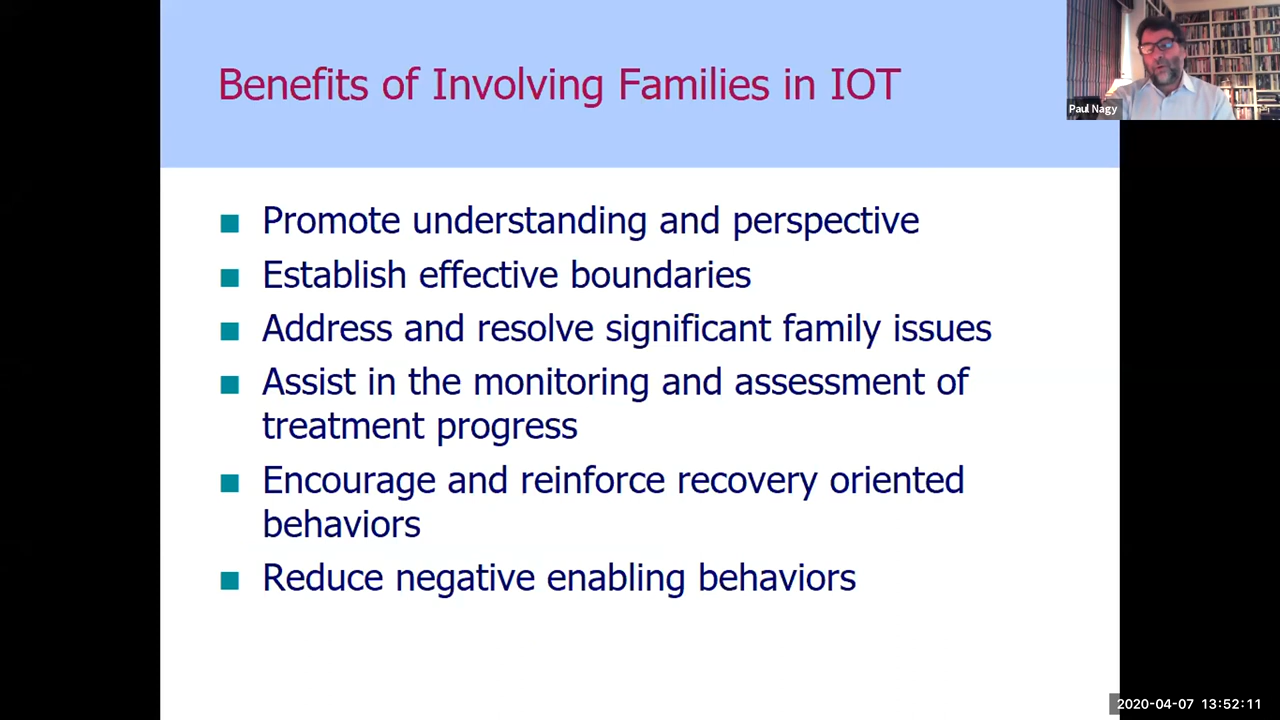 Benefits of Involving Families in IOT
Paul Nagy
■ Promote understanding and perspective
■ Establish effective boundaries
■ Address and resolve significant family issues
■ Assist in the monitoring and assessment of
treatment progress
■ Encourage and reinforce recovery oriented
behaviors
■ Reduce negative enabling behaviors
2020-04-07 13:52:11